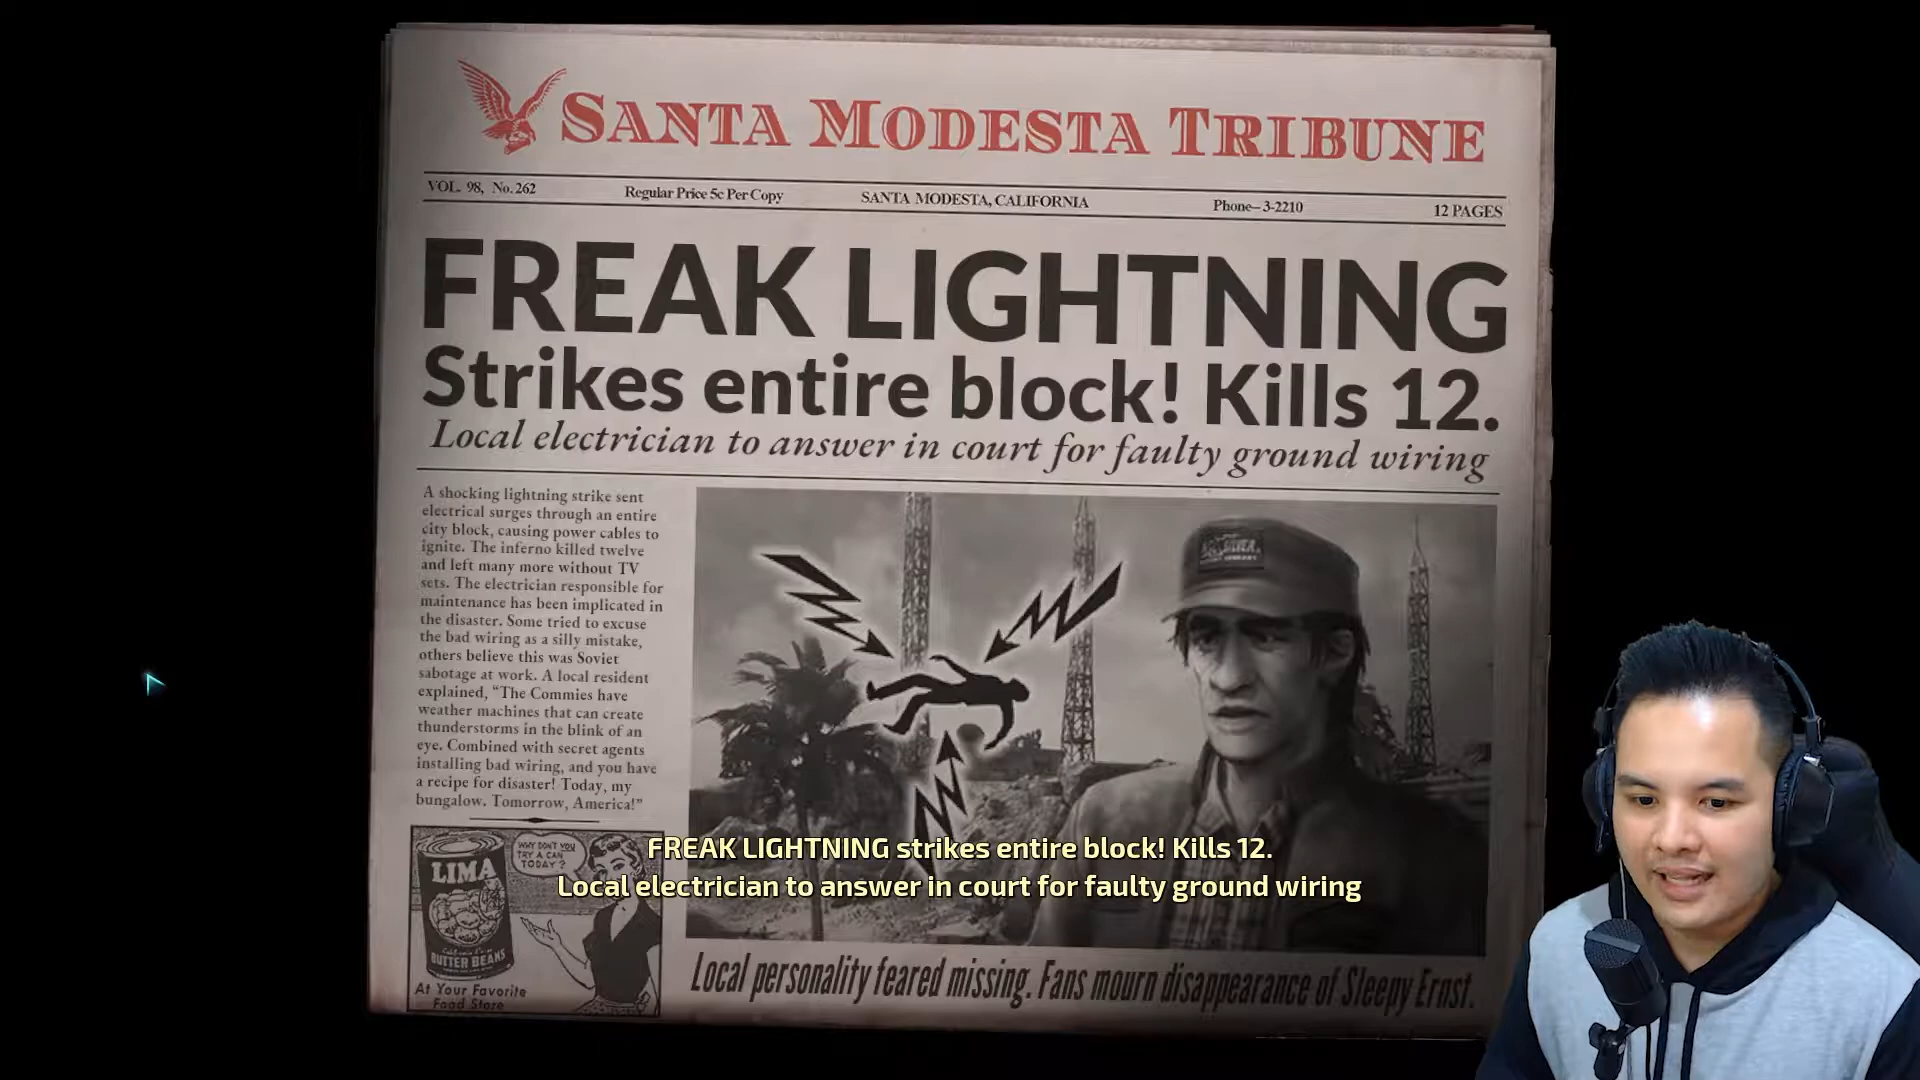 SANTA MODESTA TRIBUNE
VOL. 98, No. 262 Regular Price 5c Per Copy SANTA MODESTA, CALIFORNIA Phone–3-2210 12 PAGES
FREAK LIGHTNING
Strikes entire block! Kills 12.
Local electrician to answer in court for faulty ground wiring
A shocking lightning strike sent
electrical surges through an entire
city block, causing power cables to
ignite. The inferno killed twelve
and left many more without TV
sets. The electrician responsible for
maintenance has been implicated in
the disaster. Some tried to excuse
the bad wiring as a silly mistake,
others believe this was Soviet
sabotage at work. A local resident
explained, “The Commies have
weather machines that can create
thunderstorms in the blink of an
eye. Combined with secret agents
installing bad wiring, and you have
a recipe for disaster! Today, my
bungalow. Tomorrow, America!”
WHY DON'T YOU
TRY A CAN
TODAY?
LIMA
BUTTER BEANS
At Your Favorite
Food Store
FREAK LIGHTNING strikes entire block! Kills 12.
Local electrician to answer in court for faulty ground wiring
Local personality feared missing. Fans mourn disappearance of Sleepy Ernst.